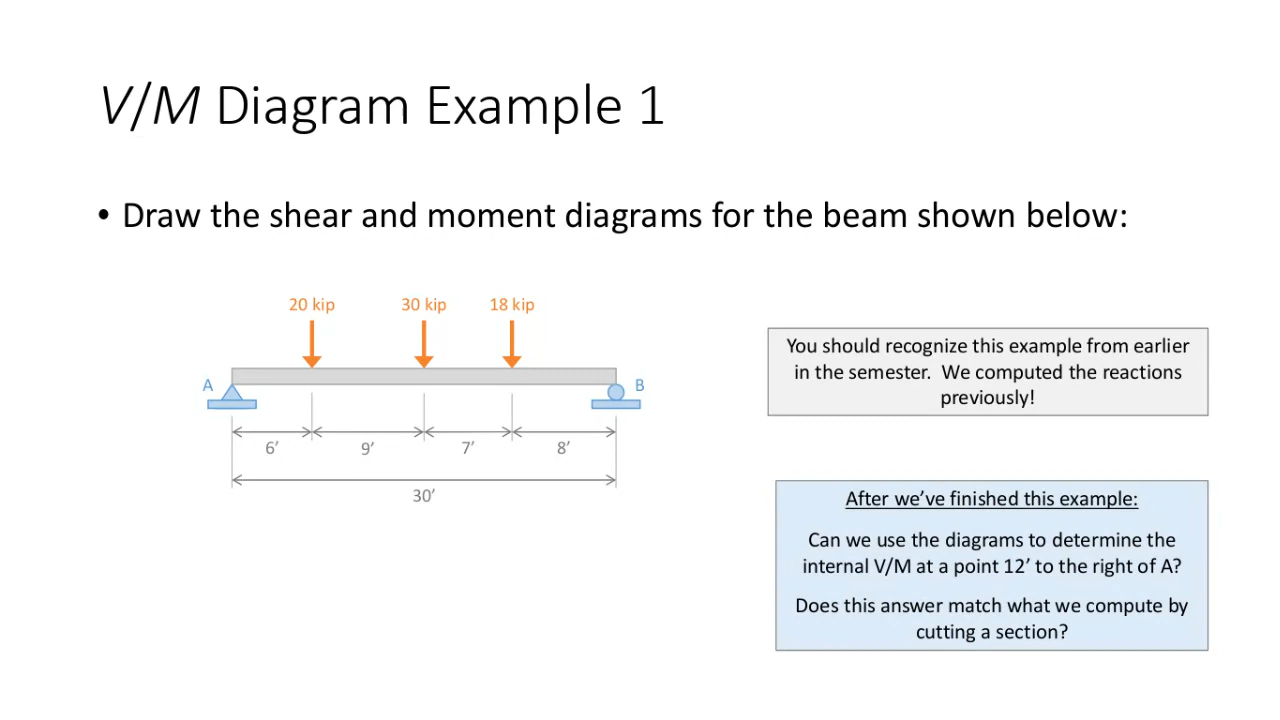 V/M Diagram Example 1
• Draw the shear and moment diagrams for the beam shown below:
20 kip 30 kip 18 kip
A B
6’ 9’ 7’ 8’
30’
You should recognize this example from earlier
in the semester.  We computed the reactions
previously!
After we’ve finished this example:
Can we use the diagrams to determine the
internal V/M at a point 12’ to the right of A?
Does this answer match what we compute by
cutting a section?